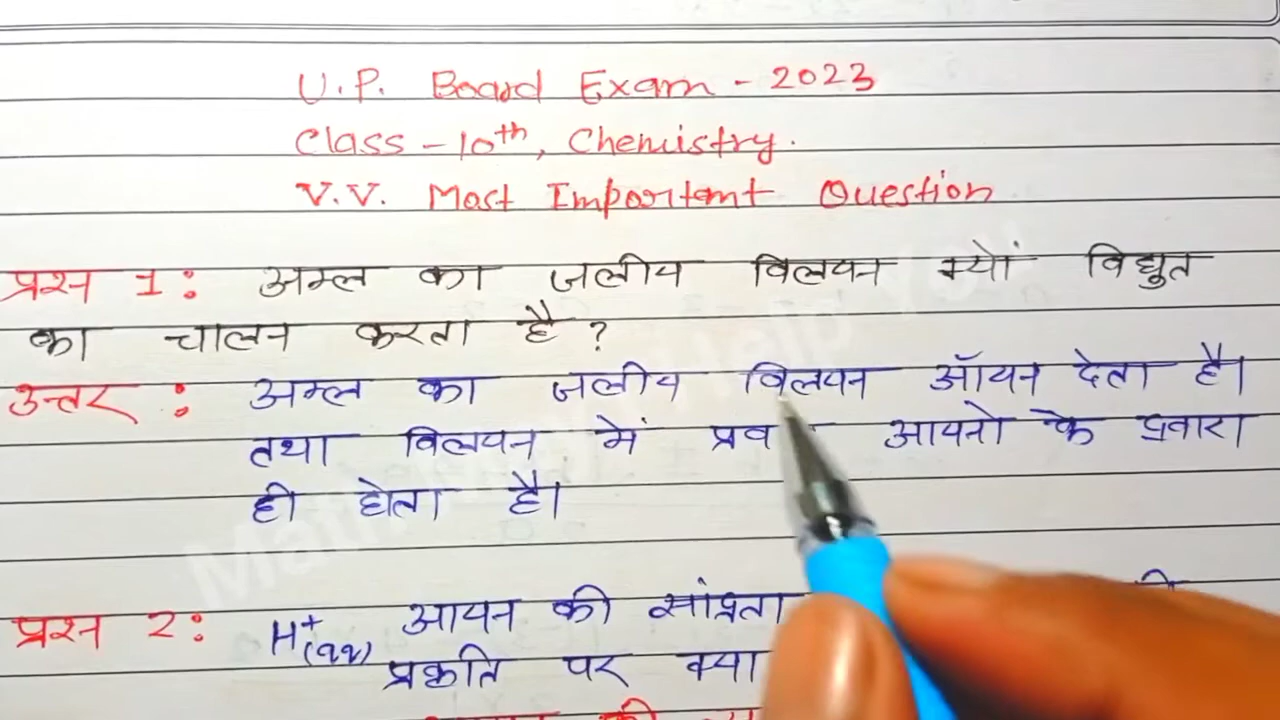 U.P. Board Exam - 2023
Class - 10th, Chemistry.
V.V. Most Important Question
प्रश्न 1: अम्ल का जलीय विलयन क्यों विद्युत
का चालन करता है?
उत्तर: अम्ल का जलीय विलयन ऑयन देता है।
तथा विलयन में आयनो के द्वारा
ही होता है।
प्रश्न 2: H+(aq) आयन की सांद्रता
प्रकृति पर क्या